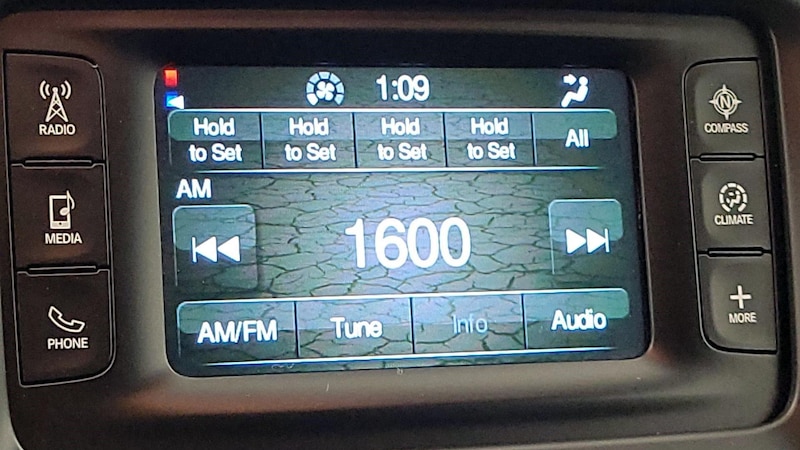 RADIO
MEDIA
PHONE
1:09
Hold to Set
Hold to Set
Hold to Set
Hold to Set
All
AM
1600
AM/FM
Tune
Info
Audio
N
COMPASS
CLIMATE
MORE